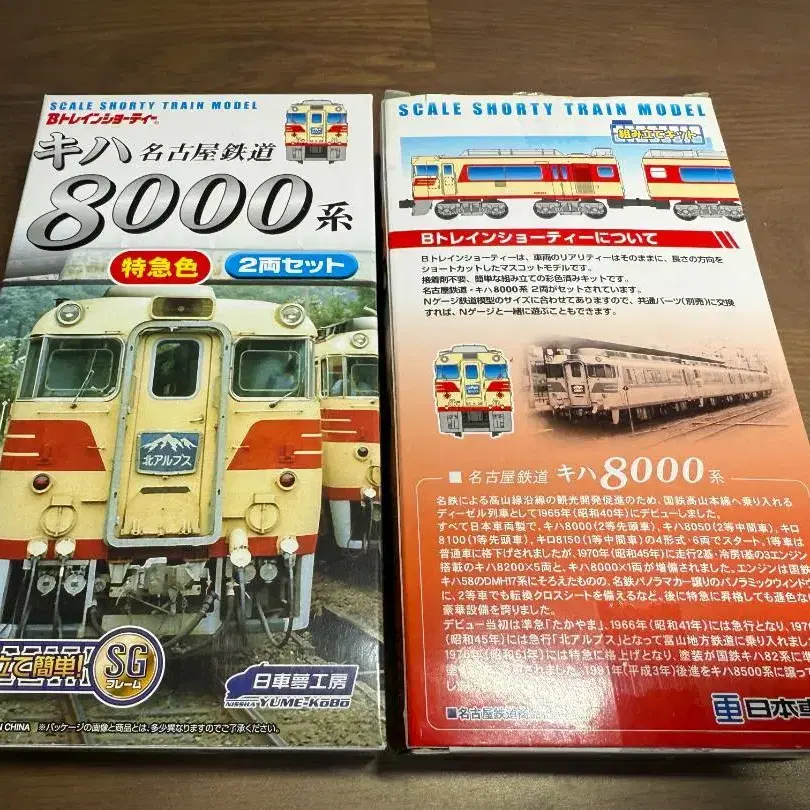 SCALE SHORTY TRAIN MODEL
Bトレインショーティー
キハ 名古屋鉄道
8000系
特急色
2両セット
北アルプス
立て簡単!
SG
フレーム
日車夢工房
NISSHA YUME-KoBo
N CHINA
※パッケージの画像と商品とは、多少異なりますのでご了承ください。
SCALE SHORTY TRAIN MODEL
組み立てキット
Bトレインショーティーについて
Bトレインショーティーは、車両のリアリティーはそのままに、長さの方向を
ショートカットしたマスコットモデルです。
接着剤不要、簡単な組み立ての彩色済みキットです。
名古屋鉄道・キハ8000系 2両がセットされています。
Nゲージ鉄道模型のサイズに合わせてありますので、共通パーツ(別売)に交換
すれば、Nゲージと一緒に遊ぶこともできます。
■ 名古屋鉄道 キハ8000系
名鉄による高山線沿線の観光開発促進のため、国鉄高山本線へ乗り入れる
ディーゼル列車として1965年(昭和40年)にデビューしました。
すべて日本車両製で、キハ8000(2等先頭車)、キハ8050(2等中間車)、キロ
8100(1等先頭車)、キロ8150(1等中間車)の4形式・6両でスタート、1等車は
普通車に格下げされましたが、1970年(昭和45年)に走行2基・冷房1基の3エンジン
搭載のキハ8200×5両と、キハ8000×1両が増備されました。エンジンは国鉄
キハ58のDMH17系にそろえたものの、名鉄パノラマカー譲りのパノラミックウィンド
に、2等車でも転換クロスシートを備えるなど、後に特急に昇格しても遜色な
豪華設備を誇りました。
デビュー当初は準急「たかやま」、1966年(昭和41年)には急行となり、197
(昭和45年)には急行「北アルプス」となって富山地方鉄道に乗り入れま
1976年(昭和51年)には特急に格上げとなり、塗装が国鉄キハ82系に準
1991年(平成3年)後進をキハ8500系に譲っ
■名古屋鉄道
日本車